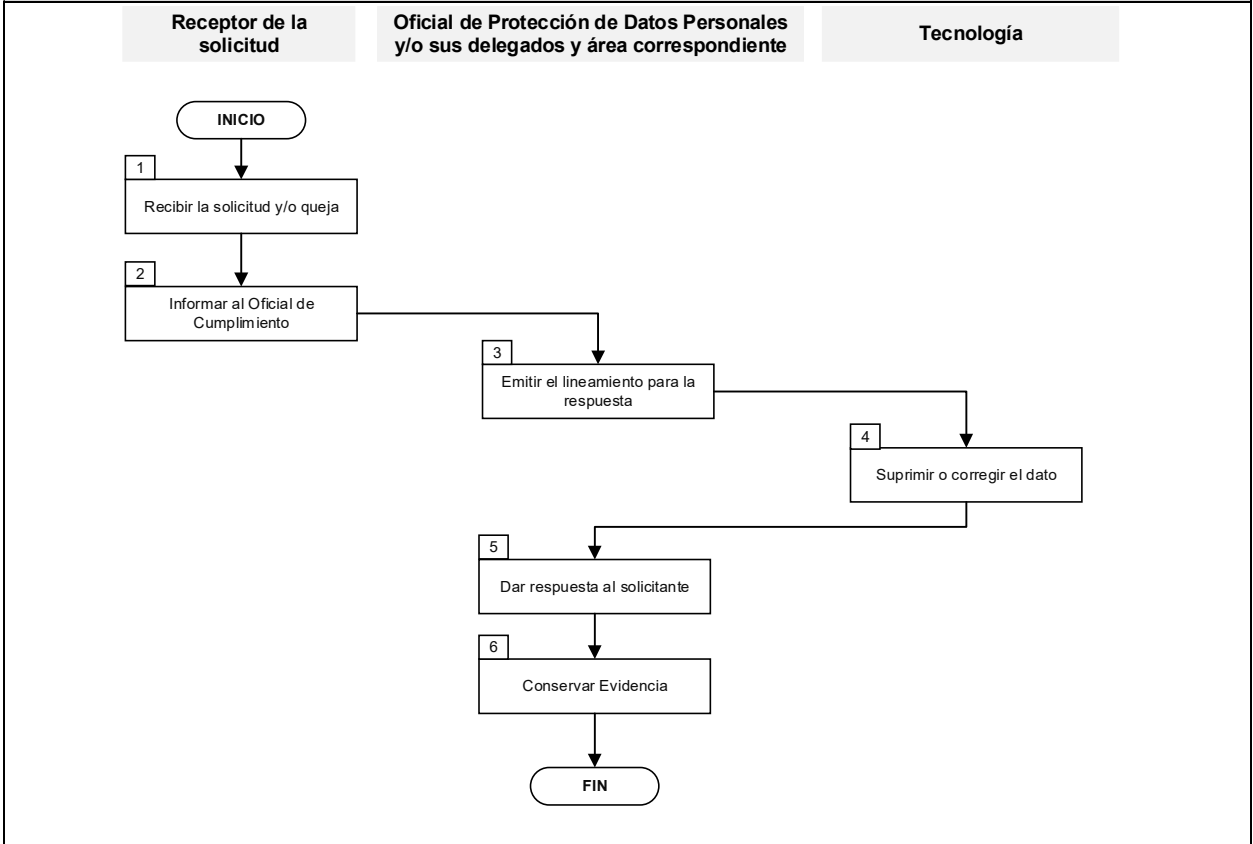 Receptor de la
solicitud
Oficial de Protección de Datos Personales
y/o sus delegados y área correspondiente
Tecnología
INICIO
1
Recibir la solicitud y/o queja
2
Informar al Oficial de
Cumplimiento
3
Emitir el lineamiento para la
respuesta
4
Suprimir o corregir el dato
5
Dar respuesta al solicitante
6
Conservar Evidencia
FIN